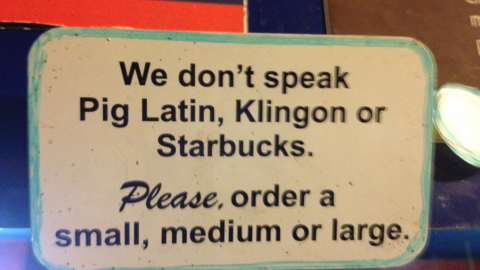 We don't speak
Pig Latin, Klingon or
Starbucks.
Please, order a
small, medium or large.